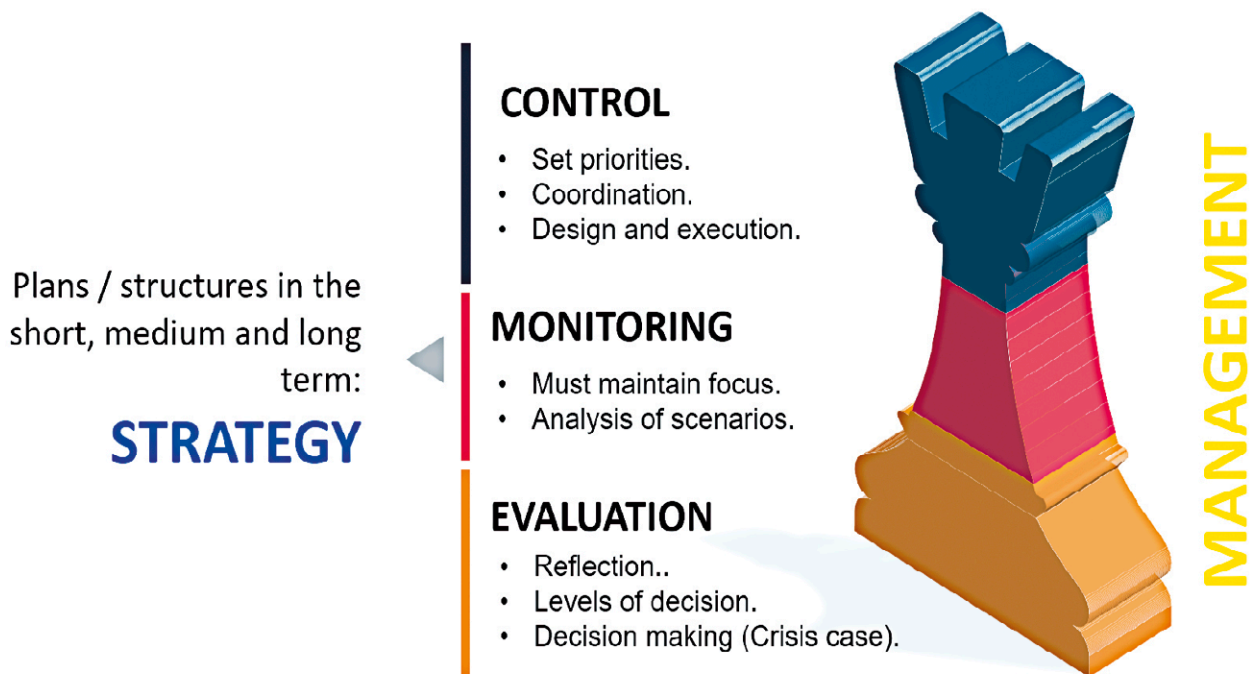 Plans / structures in the
short, medium and long
term:
STRATEGY
CONTROL
• Set priorities.
• Coordination.
• Design and execution.
MONITORING
• Must maintain focus.
• Analysis of scenarios.
EVALUATION
• Reflection..
• Levels of decision.
• Decision making (Crisis case).
MANAGEMENT